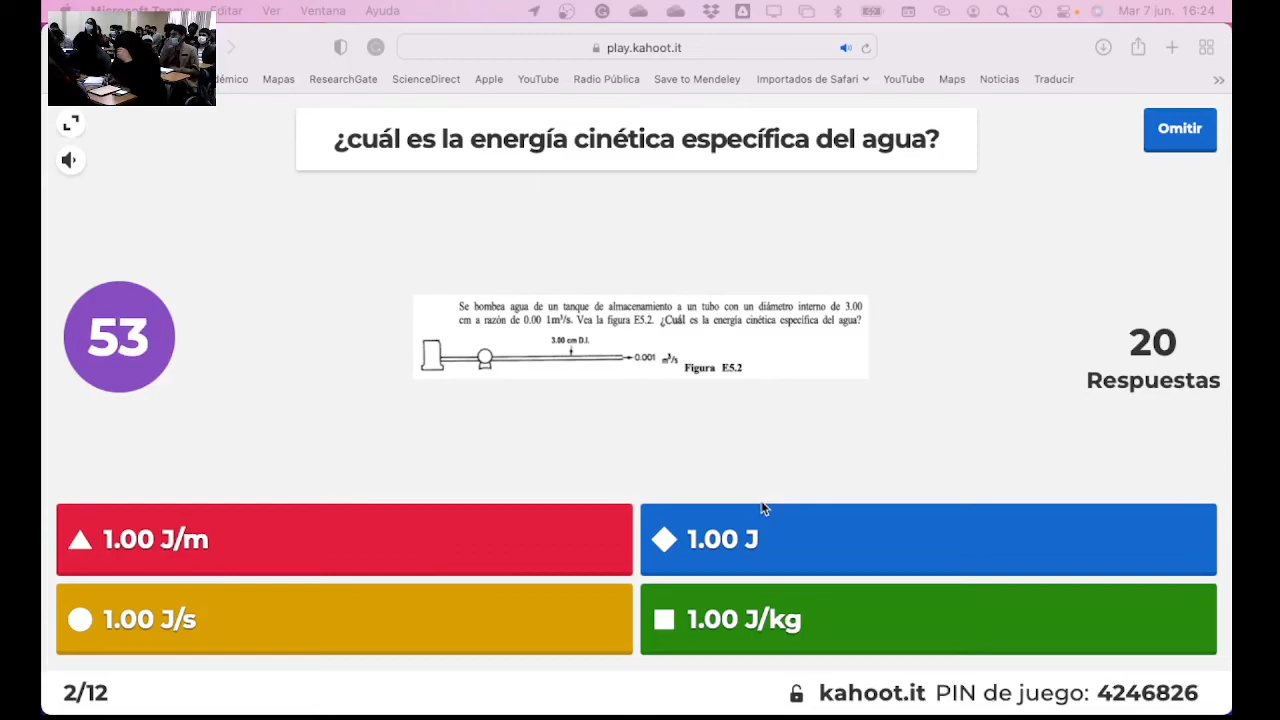 Editar Ver Ventana Ayuda Mar 7 jun. 16:24
play.kahoot.it
Mapas ResearchGate ScienceDirect Apple YouTube Radio Pública Save to Mendeley Importados de Safari YouTube Maps Noticias Traducir
¿cuál es la energía cinética específica del agua?
Omitir
53
Se bombea agua de un tanque de almacenamiento a un tubo con un diámetro interno de 3.00
cm a razón de 0.00 1m³/s. Vea la figura E5.2. ¿Cuál es la energía cinética específica del agua?
3.00 cm D.I.
0.001 m³/s
Figura E5.2
20
Respuestas
1.00 J/m
1.00 J
1.00 J/s
1.00 J/kg
2/12
kahoot.it PIN de juego: 4246826